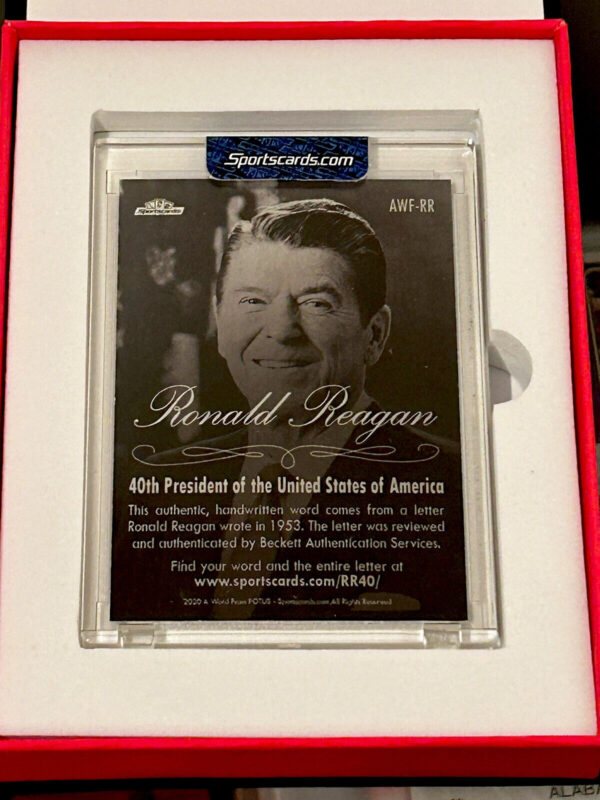 Sportscards.com
Sportscards
AWF-RR
Ronald Reagan
40th President of the United States of America
This authentic, handwritten word comes from a letter
Ronald Reagan wrote in 1953. The letter was reviewed
and authenticated by Beckett Authentication Services.
Find your word and the entire letter at
www.sportscards.com/RR40/
2020 A Word From POTUS - Sportscards.com All Rights Reserved
ALAB